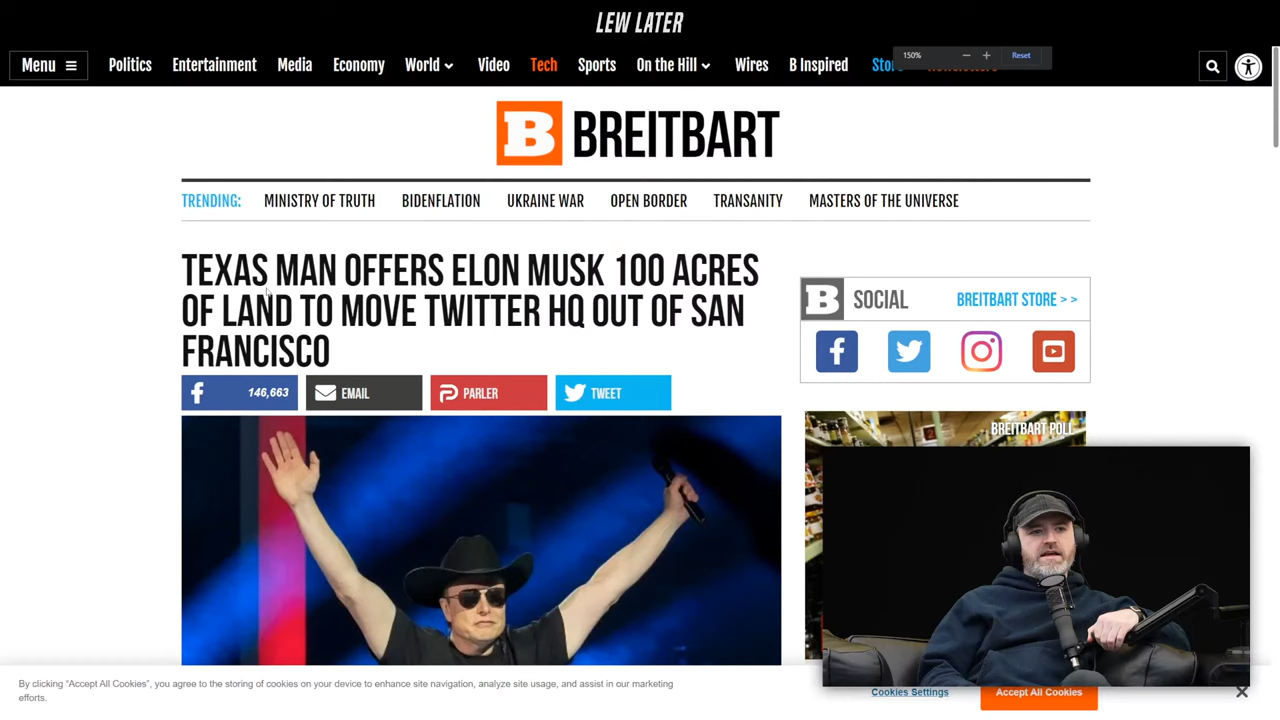 LEW LATER
Menu Politics Entertainment Media Economy World Video Tech Sports On the Hill Wires B Inspired
150% Reset
B BREITBART
TRENDING: MINISTRY OF TRUTH BIDENFLATION UKRAINE WAR OPEN BORDER TRANSANITY MASTERS OF THE UNIVERSE
TEXAS MAN OFFERS ELON MUSK 100 ACRES
OF LAND TO MOVE TWITTER HQ OUT OF SAN
FRANCISCO
B SOCIAL BREITBART STORE > >
146,663 EMAIL PARLER TWEET
BREITBART POLL
By clicking “Accept All Cookies”, you agree to the storing of cookies on your device to enhance site navigation, analyze site usage, and assist in our marketing
efforts.
Cookies Settings Accept All Cookies